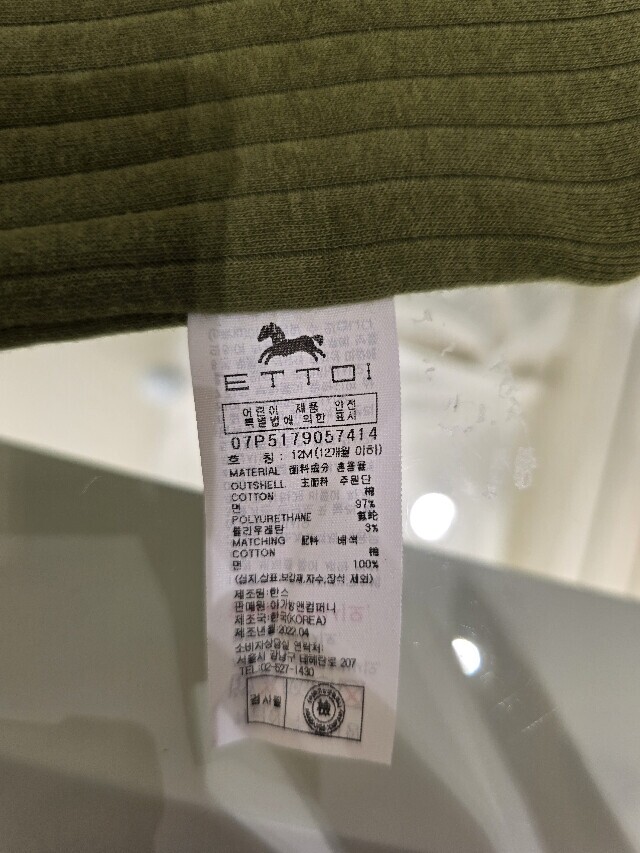 ETTOI
어린이 제품 안전
특별법에 의한 표시
07P5179057414
호 칭 : 12M(12개월 이하)
MATERIAL 面料成分 혼용율
OUTSHELL 主面料 주원단
COTTON 棉
면 97%
POLYURETHANE 氨纶
폴리우레탄 3%
MATCHING 配料 배색
COTTON 棉
면 100%
(심지,상표,보강재,자수,장식 제외)
제조원:한스
판매원:아가방앤컴퍼니
제조국:한국(KOREA)
제조년월:2022.04
소비자상담실 연락처:
서울시 강남구 테헤란로 207
TEL:02-527-1430
검사필 檢